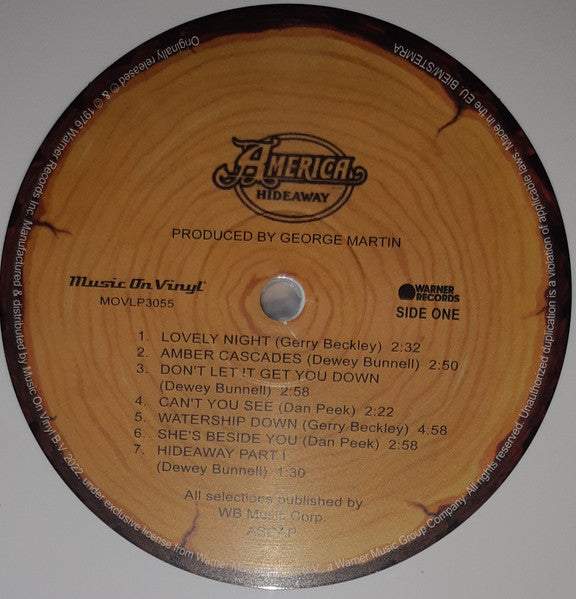 AMERICA
HIDEAWAY
PRODUCED BY GEORGE MARTIN
Music On Vinyl
MOVLP3055
WARNER
RECORDS
SIDE ONE
1. LOVELY NIGHT (Gerry Beckley) 2:32
2. AMBER CASCADES (Dewey Bunnell) 2:50
3. DON'T LET IT GET YOU DOWN
(Dewey Bunnell) 2:58
4. CAN'T YOU SEE (Dan Peek) 2:22
5. WATERSHIP DOWN (Gerry Beckley) 4:58
6. SHE'S BESIDE YOU (Dan Peek) 2:58
7. HIDEAWAY PART I
(Dewey Bunnell) 1:30
All selections published by
WB Music Corp.
ASCAP
Originally released ℗ & © 1976 Warner Records Inc. Manufactured & distributed by Music On Vinyl B.V. 2022, under exclusive license from Warner a Warner Music Group Company. All rights reserved. Unauthorized duplication is a violation of applicable laws. Made in the EU. BIEM/STEMRA